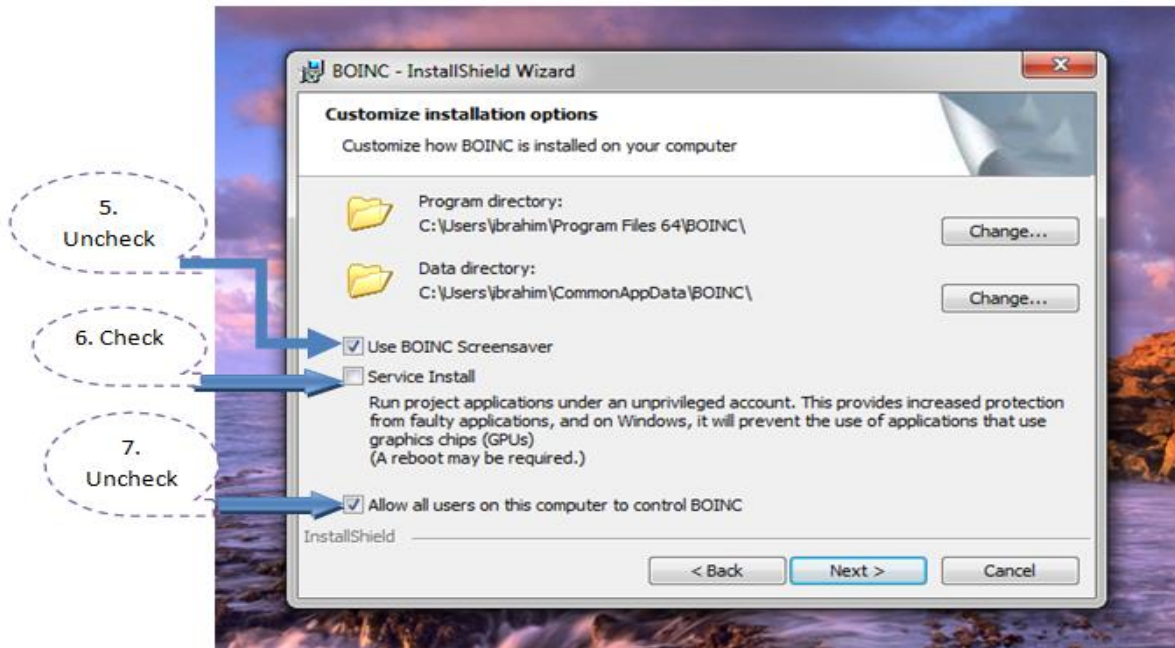 BOINC - InstallShield Wizard
Customize installation options
Customize how BOINC is installed on your computer
Program directory:
C:\Users\ibrahim\Program Files 64\BOINC\
Change...
Data directory:
C:\Users\ibrahim\CommonAppData\BOINC\
Change...
5.
Uncheck
Use BOINC Screensaver
6. Check
Service Install
Run project applications under an unprivileged account. This provides increased protection
from faulty applications, and on Windows, it will prevent the use of applications that use
graphics chips (GPUs)
(A reboot may be required.)
7.
Uncheck
Allow all users on this computer to control BOINC
InstallShield
< Back
Next >
Cancel